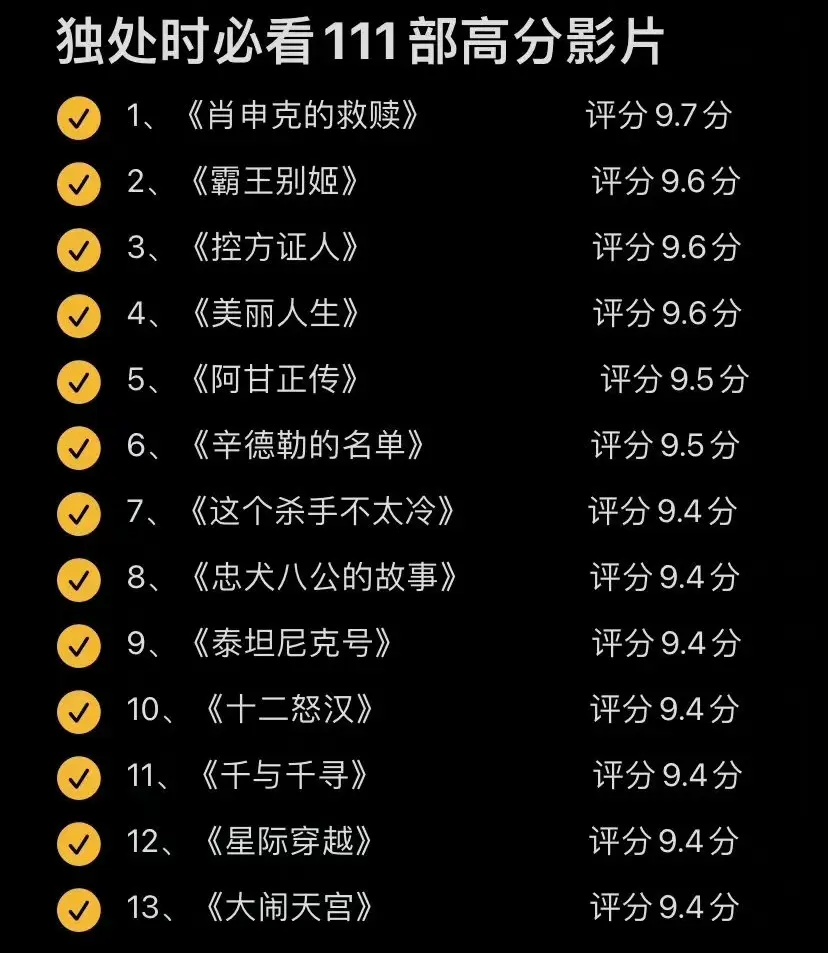 独处时必看111部高分影片
1、《肖申克的救赎》 评分9.7分
2、《霸王别姬》 评分9.6分
3、《控方证人》 评分9.6分
4、《美丽人生》 评分9.6分
5、《阿甘正传》 评分9.5分
6、《辛德勒的名单》 评分9.5分
7、《这个杀手不太冷》 评分9.4分
8、《忠犬八公的故事》 评分9.4分
9、《泰坦尼克号》 评分9.4分
10、《十二怒汉》 评分9.4分
11、《千与千寻》 评分9.4分
12、《星际穿越》 评分9.4分
13、《大闹天宫》 评分9.4分